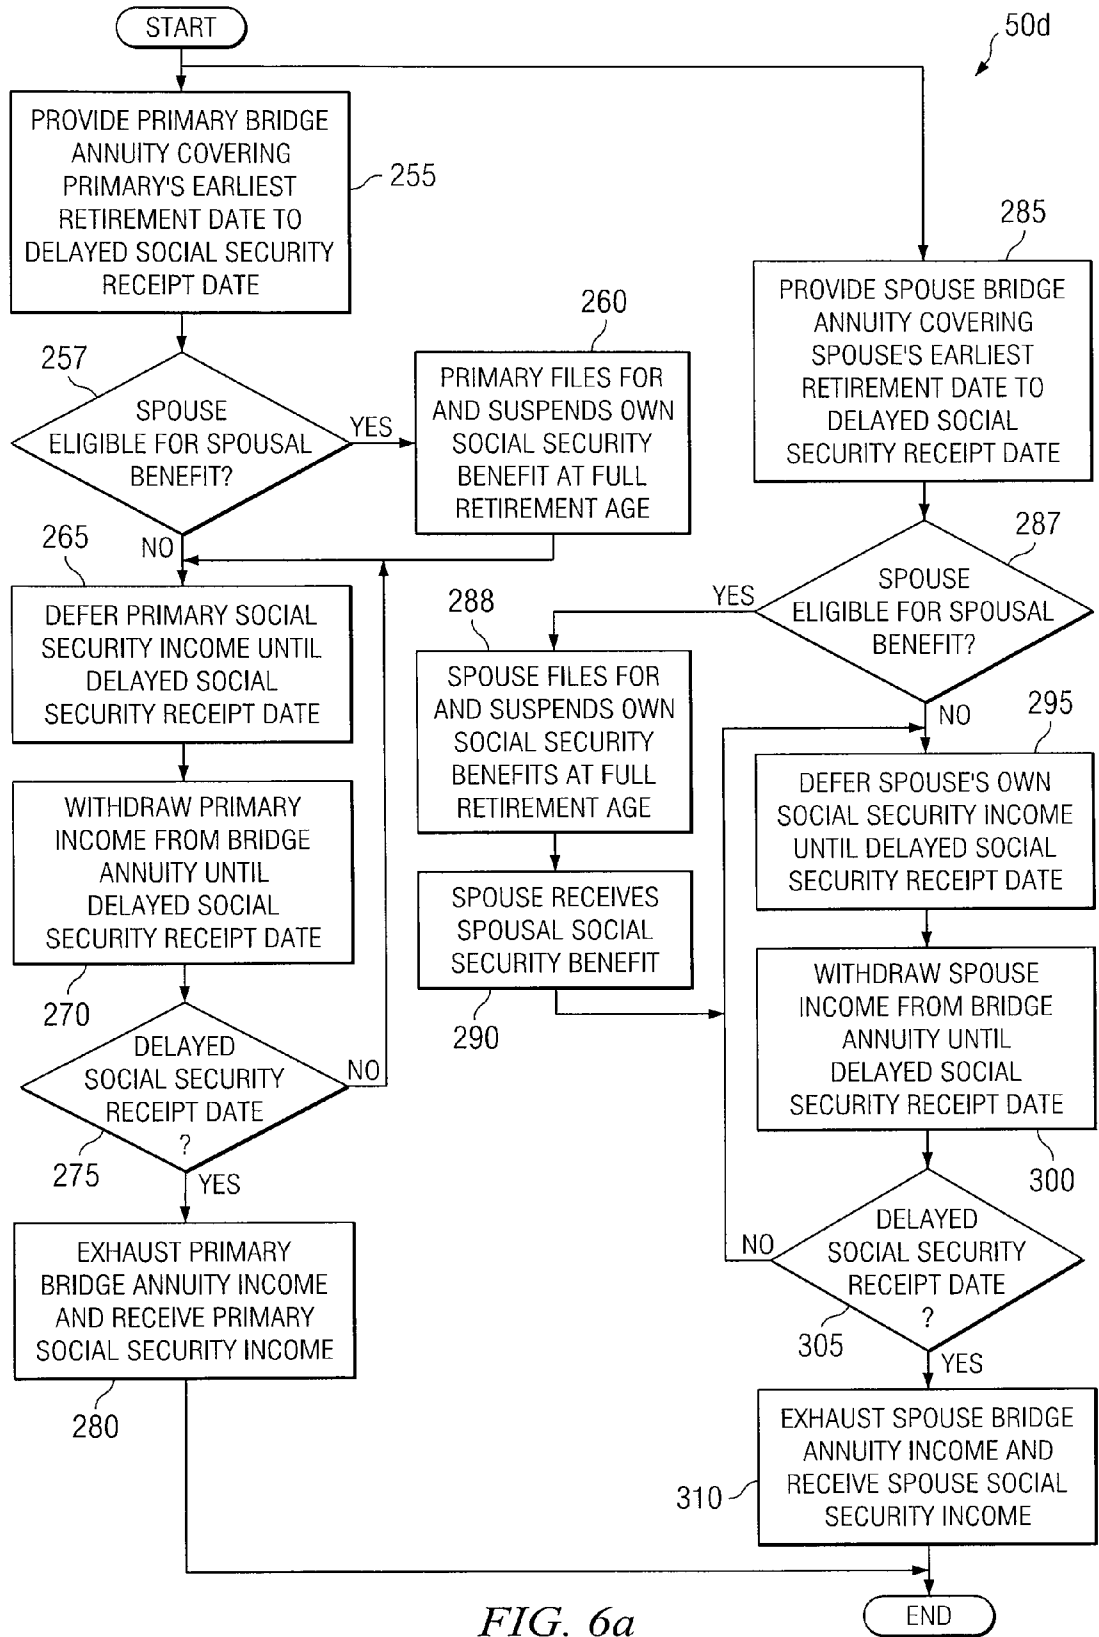 START
50d
PROVIDE PRIMARY BRIDGE
ANNUITY COVERING
PRIMARY'S EARLIEST
RETIREMENT DATE TO
DELAYED SOCIAL SECURITY
RECEIPT DATE
255
257
SPOUSE
ELIGIBLE FOR SPOUSAL
BENEFIT?
YES
NO
260
PRIMARY FILES FOR
AND SUSPENDS OWN
SOCIAL SECURITY
BENEFIT AT FULL
RETIREMENT AGE
265
DEFER PRIMARY SOCIAL
SECURITY INCOME UNTIL
DELAYED SOCIAL
SECURITY RECEIPT DATE
WITHDRAW PRIMARY
INCOME FROM BRIDGE
ANNUITY UNTIL
DELAYED SOCIAL
SECURITY RECEIPT DATE
270
DELAYED
SOCIAL SECURITY
RECEIPT DATE
?
NO
275
YES
EXHAUST PRIMARY
BRIDGE ANNUITY INCOME
AND RECEIVE PRIMARY
SOCIAL SECURITY INCOME
280
285
PROVIDE SPOUSE BRIDGE
ANNUITY COVERING
SPOUSE'S EARLIEST
RETIREMENT DATE TO
DELAYED SOCIAL
SECURITY RECEIPT DATE
287
SPOUSE
ELIGIBLE FOR SPOUSAL
BENEFIT?
YES
NO
288
SPOUSE FILES FOR
AND SUSPENDS OWN
SOCIAL SECURITY
BENEFITS AT FULL
RETIREMENT AGE
SPOUSE RECEIVES
SPOUSAL SOCIAL
SECURITY BENEFIT
290
295
DEFER SPOUSE'S OWN
SOCIAL SECURITY INCOME
UNTIL DELAYED SOCIAL
SECURITY RECEIPT DATE
WITHDRAW SPOUSE
INCOME FROM BRIDGE
ANNUITY UNTIL
DELAYED SOCIAL
SECURITY RECEIPT DATE
300
DELAYED
SOCIAL SECURITY
RECEIPT DATE
?
NO
305
YES
EXHAUST SPOUSE BRIDGE
ANNUITY INCOME AND
RECEIVE SPOUSE SOCIAL
SECURITY INCOME
310
END
FIG. 6a